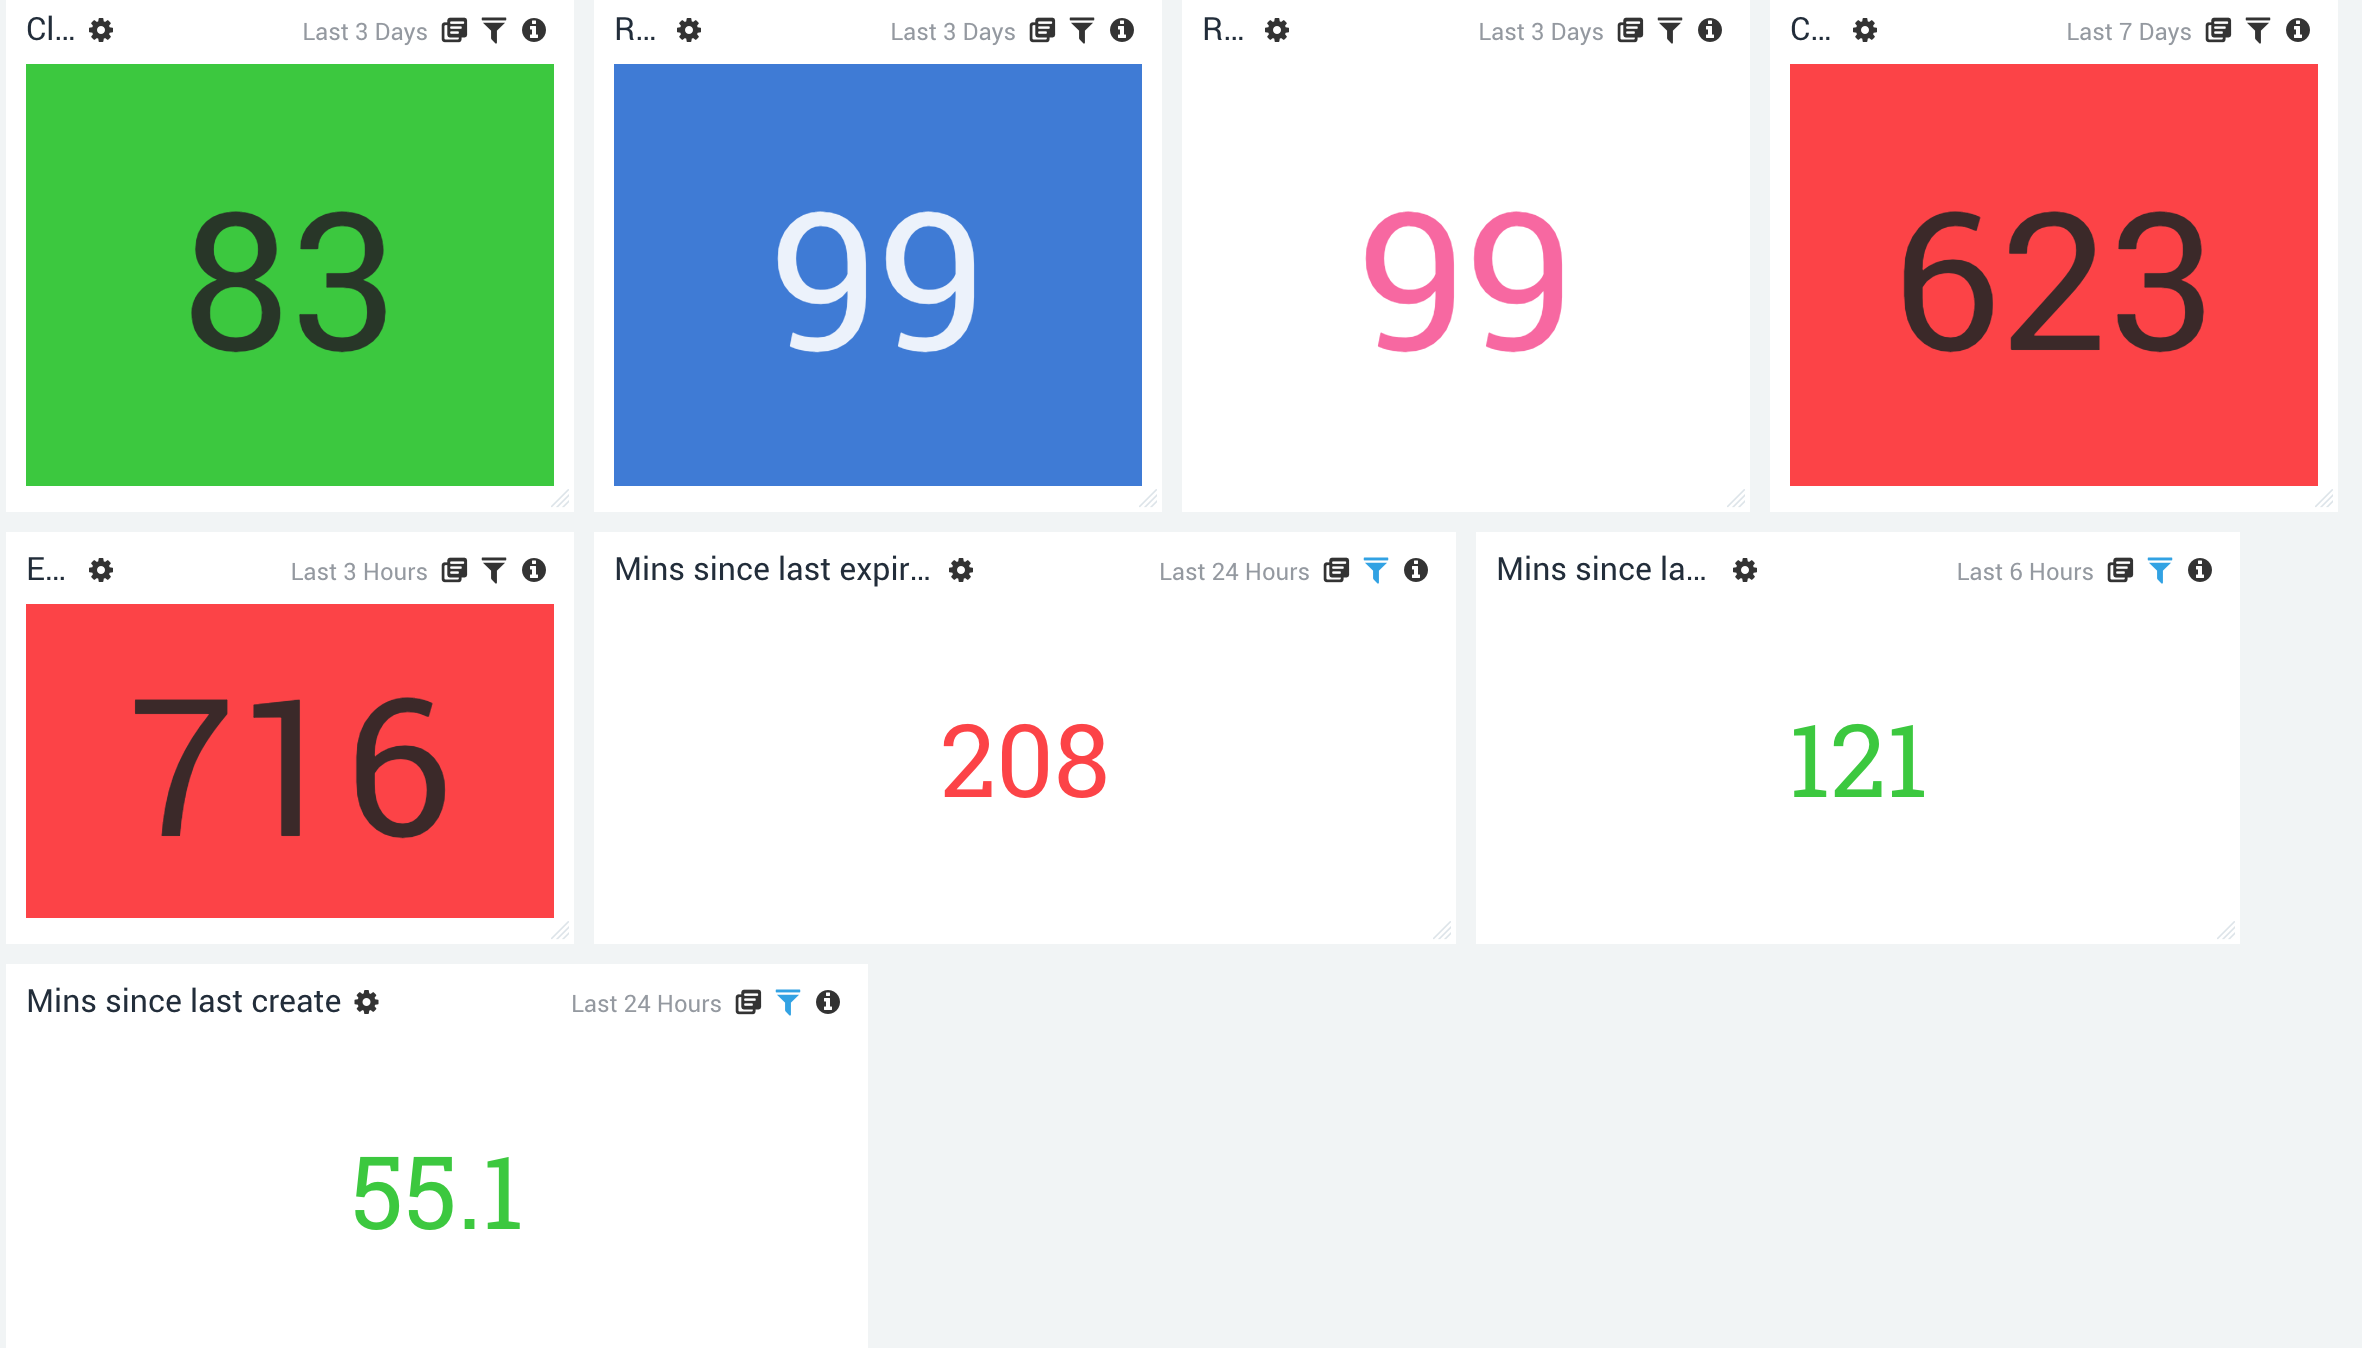 Cl... Last 3 Days
83
R... Last 3 Days
99
R... Last 3 Days
99
C... Last 7 Days
623
E... Last 3 Hours
716
Mins since last expir... Last 24 Hours
208
Mins since la... Last 6 Hours
121
Mins since last create Last 24 Hours
55.1